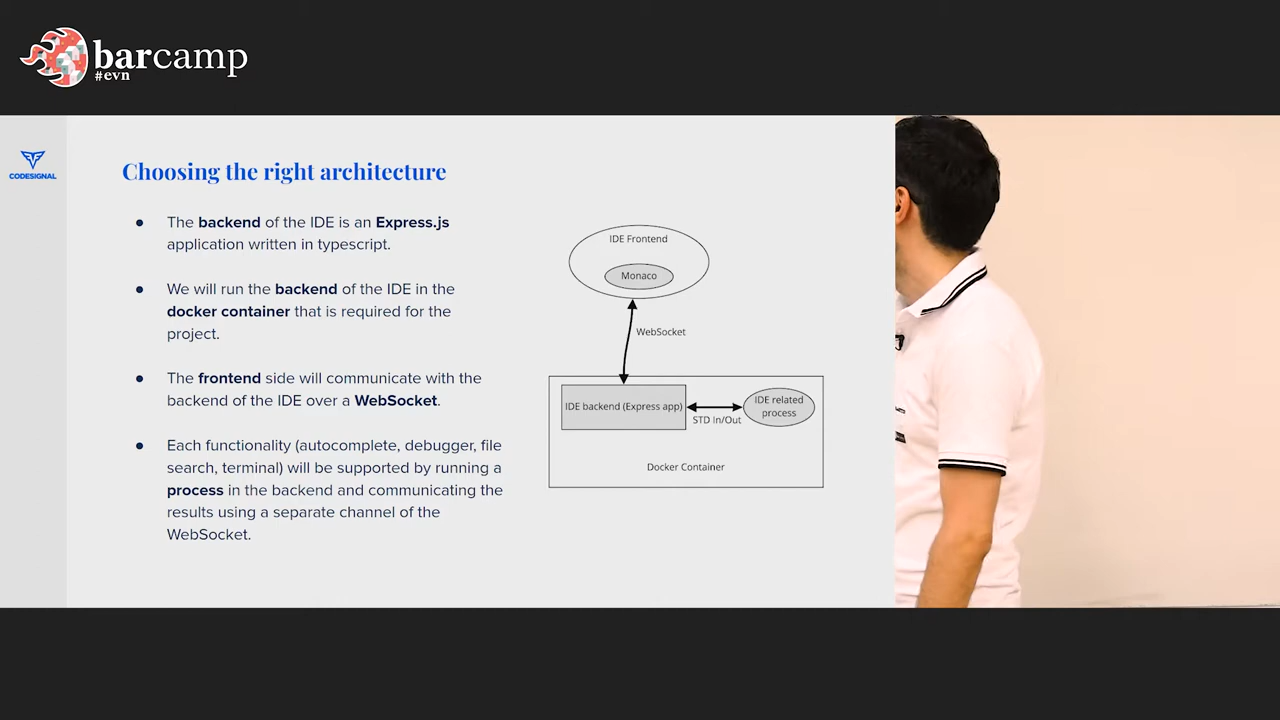 barcamp
#evn
CODESIGNAL
Choosing the right architecture
● The backend of the IDE is an Express.js
application written in typescript.
● We will run the backend of the IDE in the
docker container that is required for the
project.
● The frontend side will communicate with the
backend of the IDE over a WebSocket.
● Each functionality (autocomplete, debugger, file
search, terminal) will be supported by running a
process in the backend and communicating the
results using a separate channel of the
WebSocket.
IDE Frontend
Monaco
WebSocket
IDE backend (Express app)
STD In/Out
IDE related
process
Docker Container